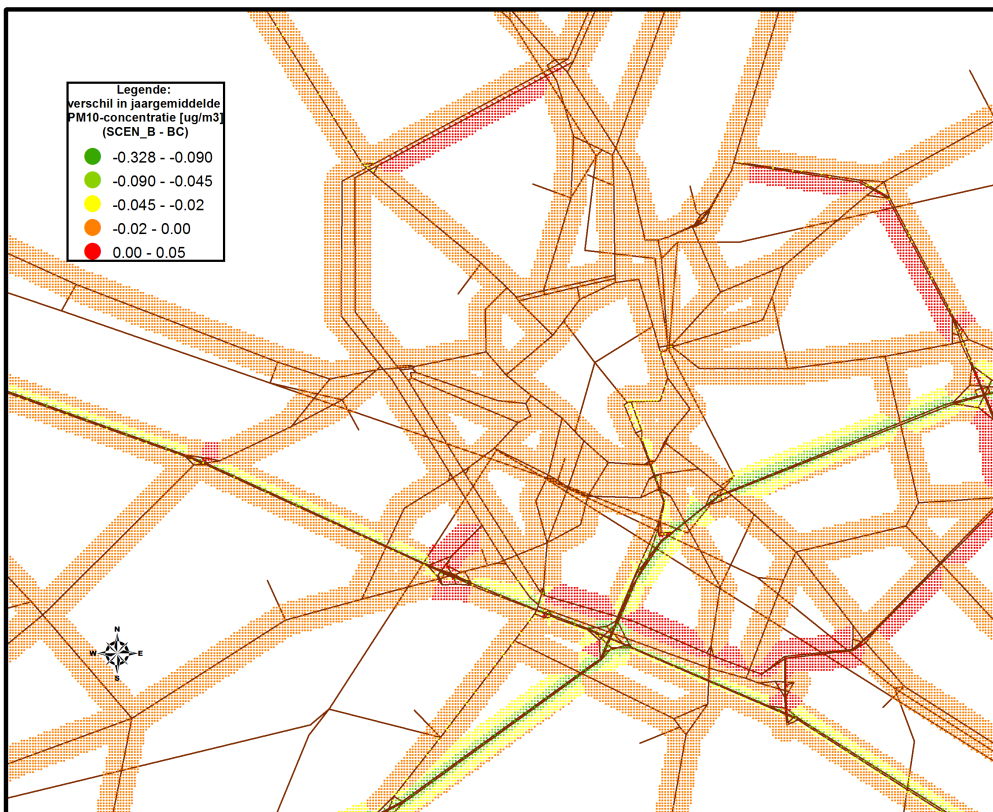 Legende:
verschil in jaargemiddelde
PM10-concentratie [ug/m3]
(SCEN_B - BC)
-0.328 - -0.090
-0.090 - -0.045
-0.045 - -0.02
-0.02 - 0.00
0.00 - 0.05
N
W E
S